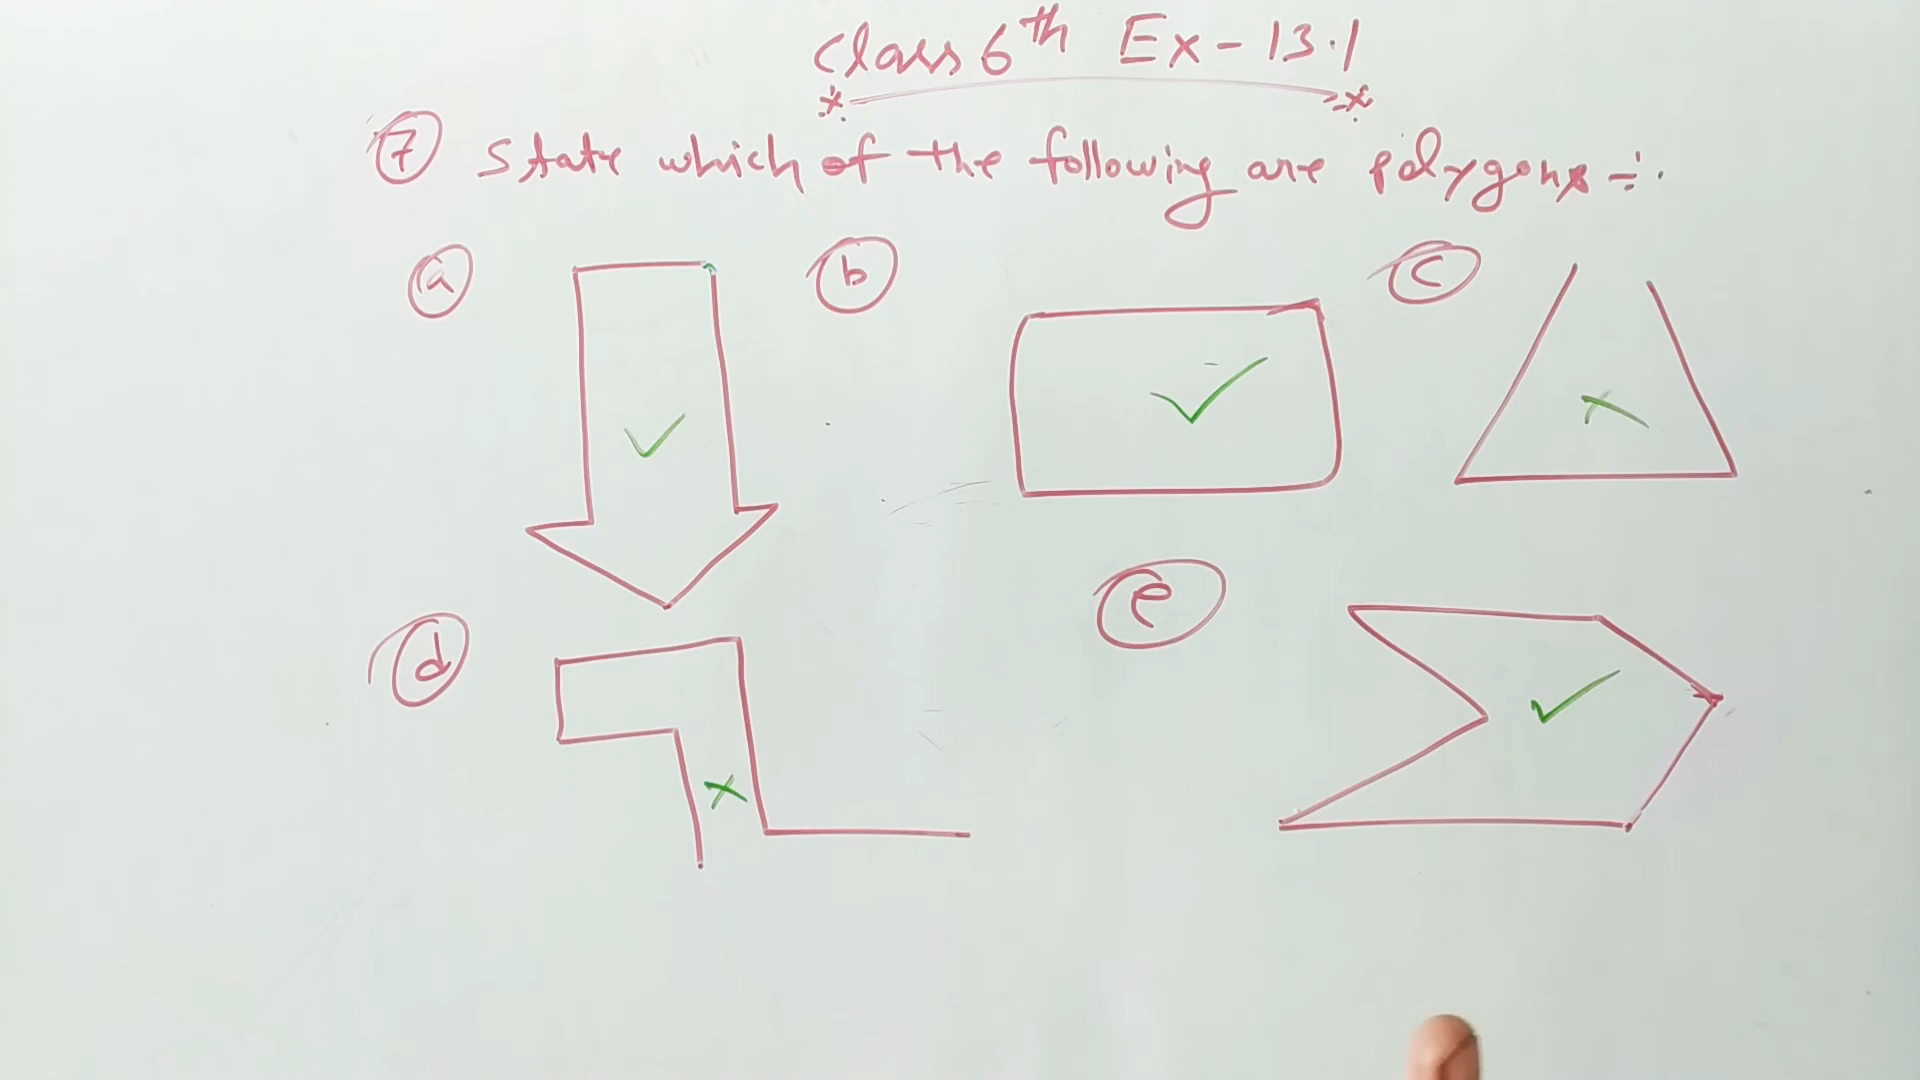 Class 6th Ex-13.1
7 State which of the following are polygons ÷.
a
b
c
d
e